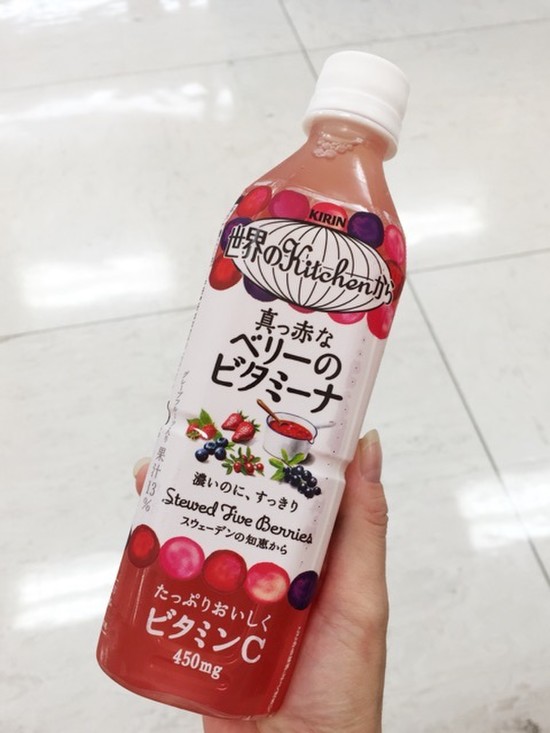 KIRIN
世界のKitchenから
真っ赤な
ベリーの
ビタミーナ
果汁13%
濃いのに、すっきり
Stewed Five Berries
スウェーデンの知恵から
たっぷりおいしく
ビタミンC
450mg